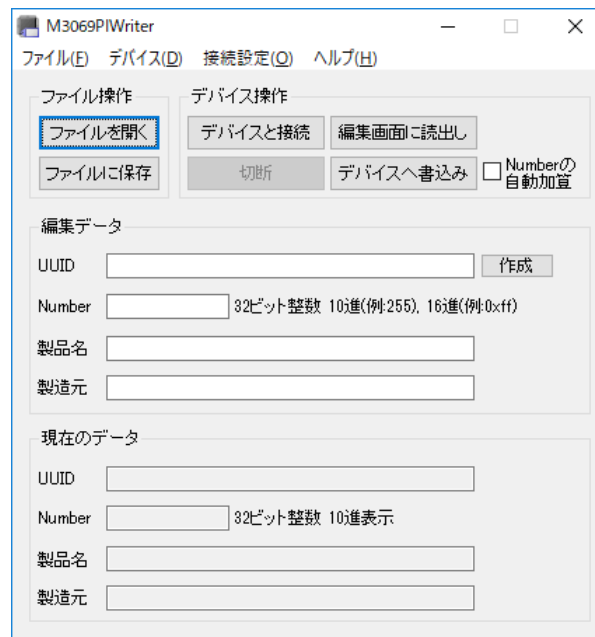 M3069PIWriter
ファイル(F) デバイス(D) 接続設定(O) ヘルプ(H)
ファイル操作
デバイス操作
ファイルを開く
デバイスと接続
編集画面に読出し
ファイルに保存
切断
デバイスへ書込み
Numberの
自動加算
編集データ
UUID
作成
Number
32ビット整数 10進(例:255), 16進(例:0xff)
製品名
製造元
現在のデータ
UUID
Number
32ビット整数 10進表示
製品名
製造元